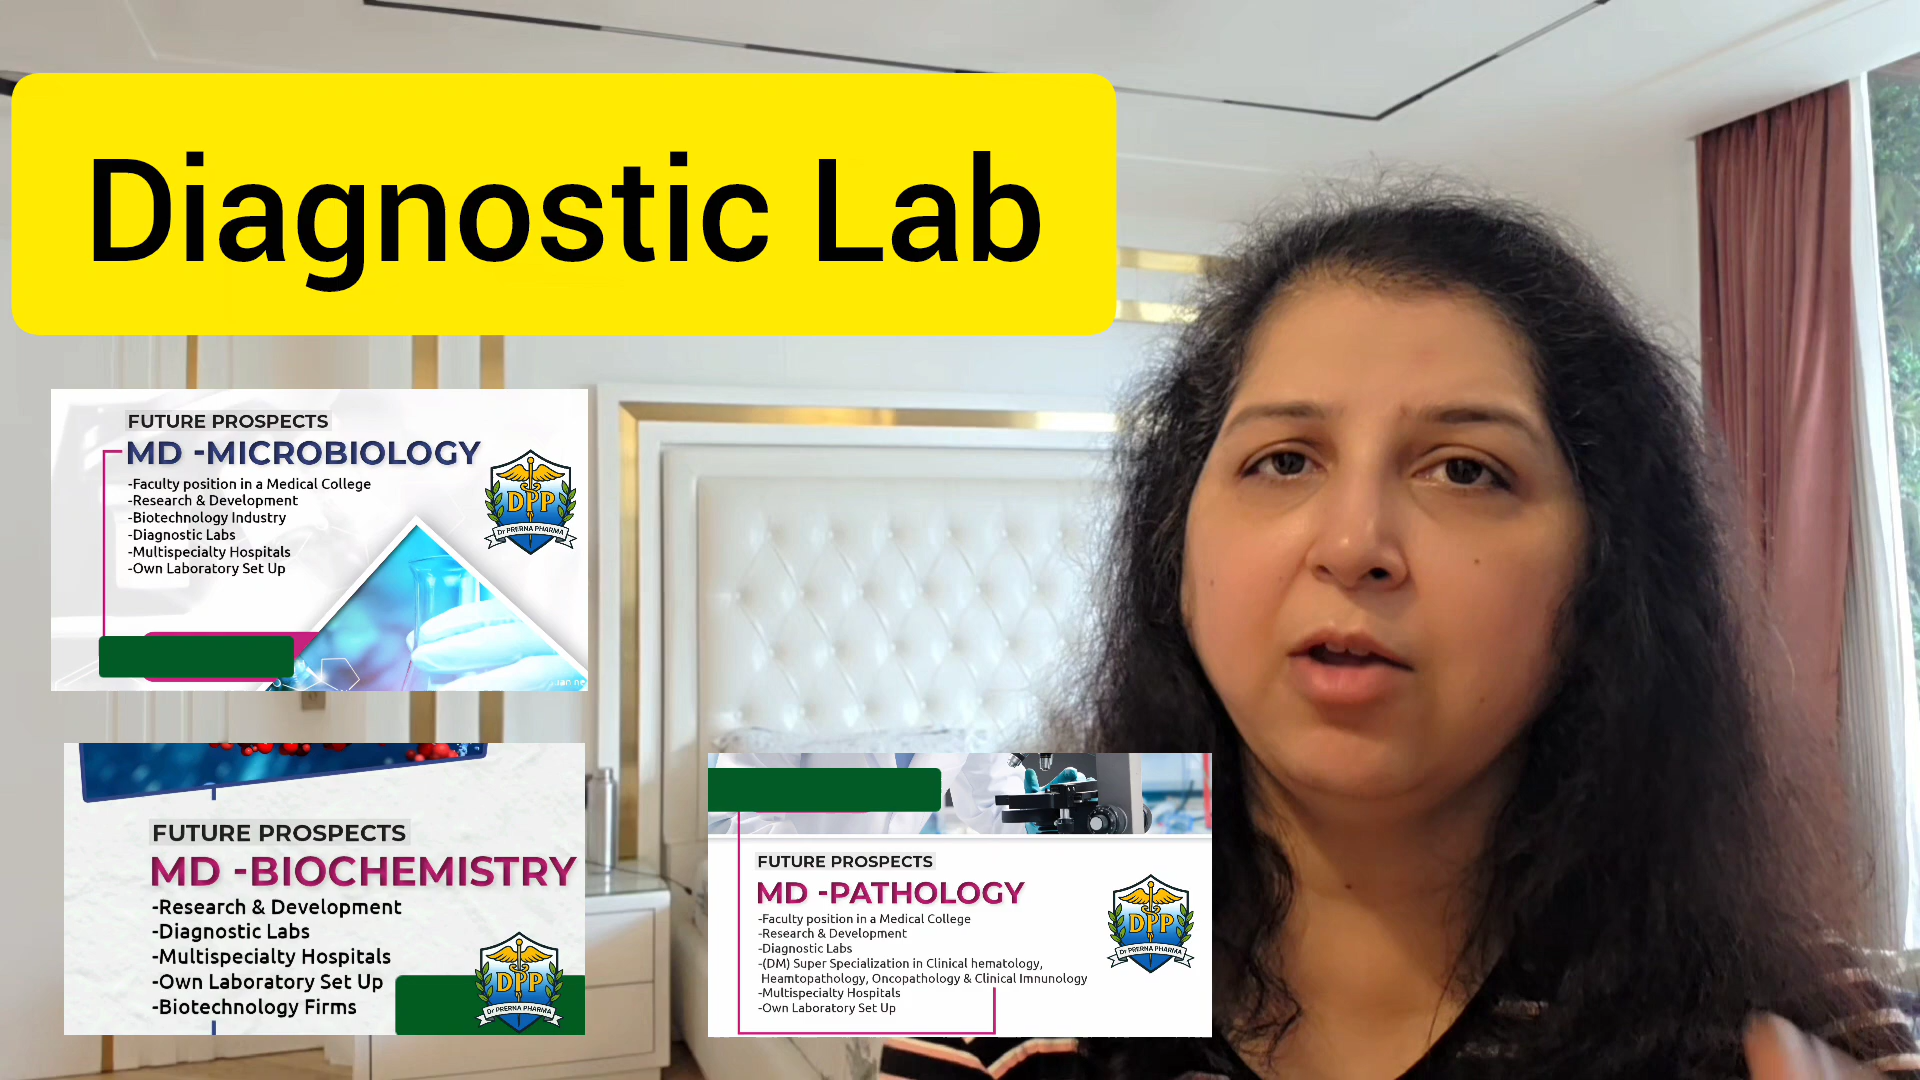 Diagnostic Lab
FUTURE PROSPECTS
MD -MICROBIOLOGY
-Faculty position in a Medical College
-Research & Development
-Biotechnology Industry
-Diagnostic Labs
-Multispecialty Hospitals
-Own Laboratory Set Up
DPP
Dr PRERNA PHARMA
FUTURE PROSPECTS
MD -BIOCHEMISTRY
-Research & Development
-Diagnostic Labs
-Multispecialty Hospitals
-Own Laboratory Set Up
-Biotechnology Firms
DPP
Dr PRERNA PHARMA
FUTURE PROSPECTS
MD -PATHOLOGY
-Faculty position in a Medical College
-Research & Development
-Diagnostic Labs
-(DM) Super Specialization in Clinical hematology,
Heamtopathology, Oncopathology & Clinical Imnunology
-Multispecialty Hospitals
-Own Laboratory Set Up
DPP
Dr PRERNA PHARMA